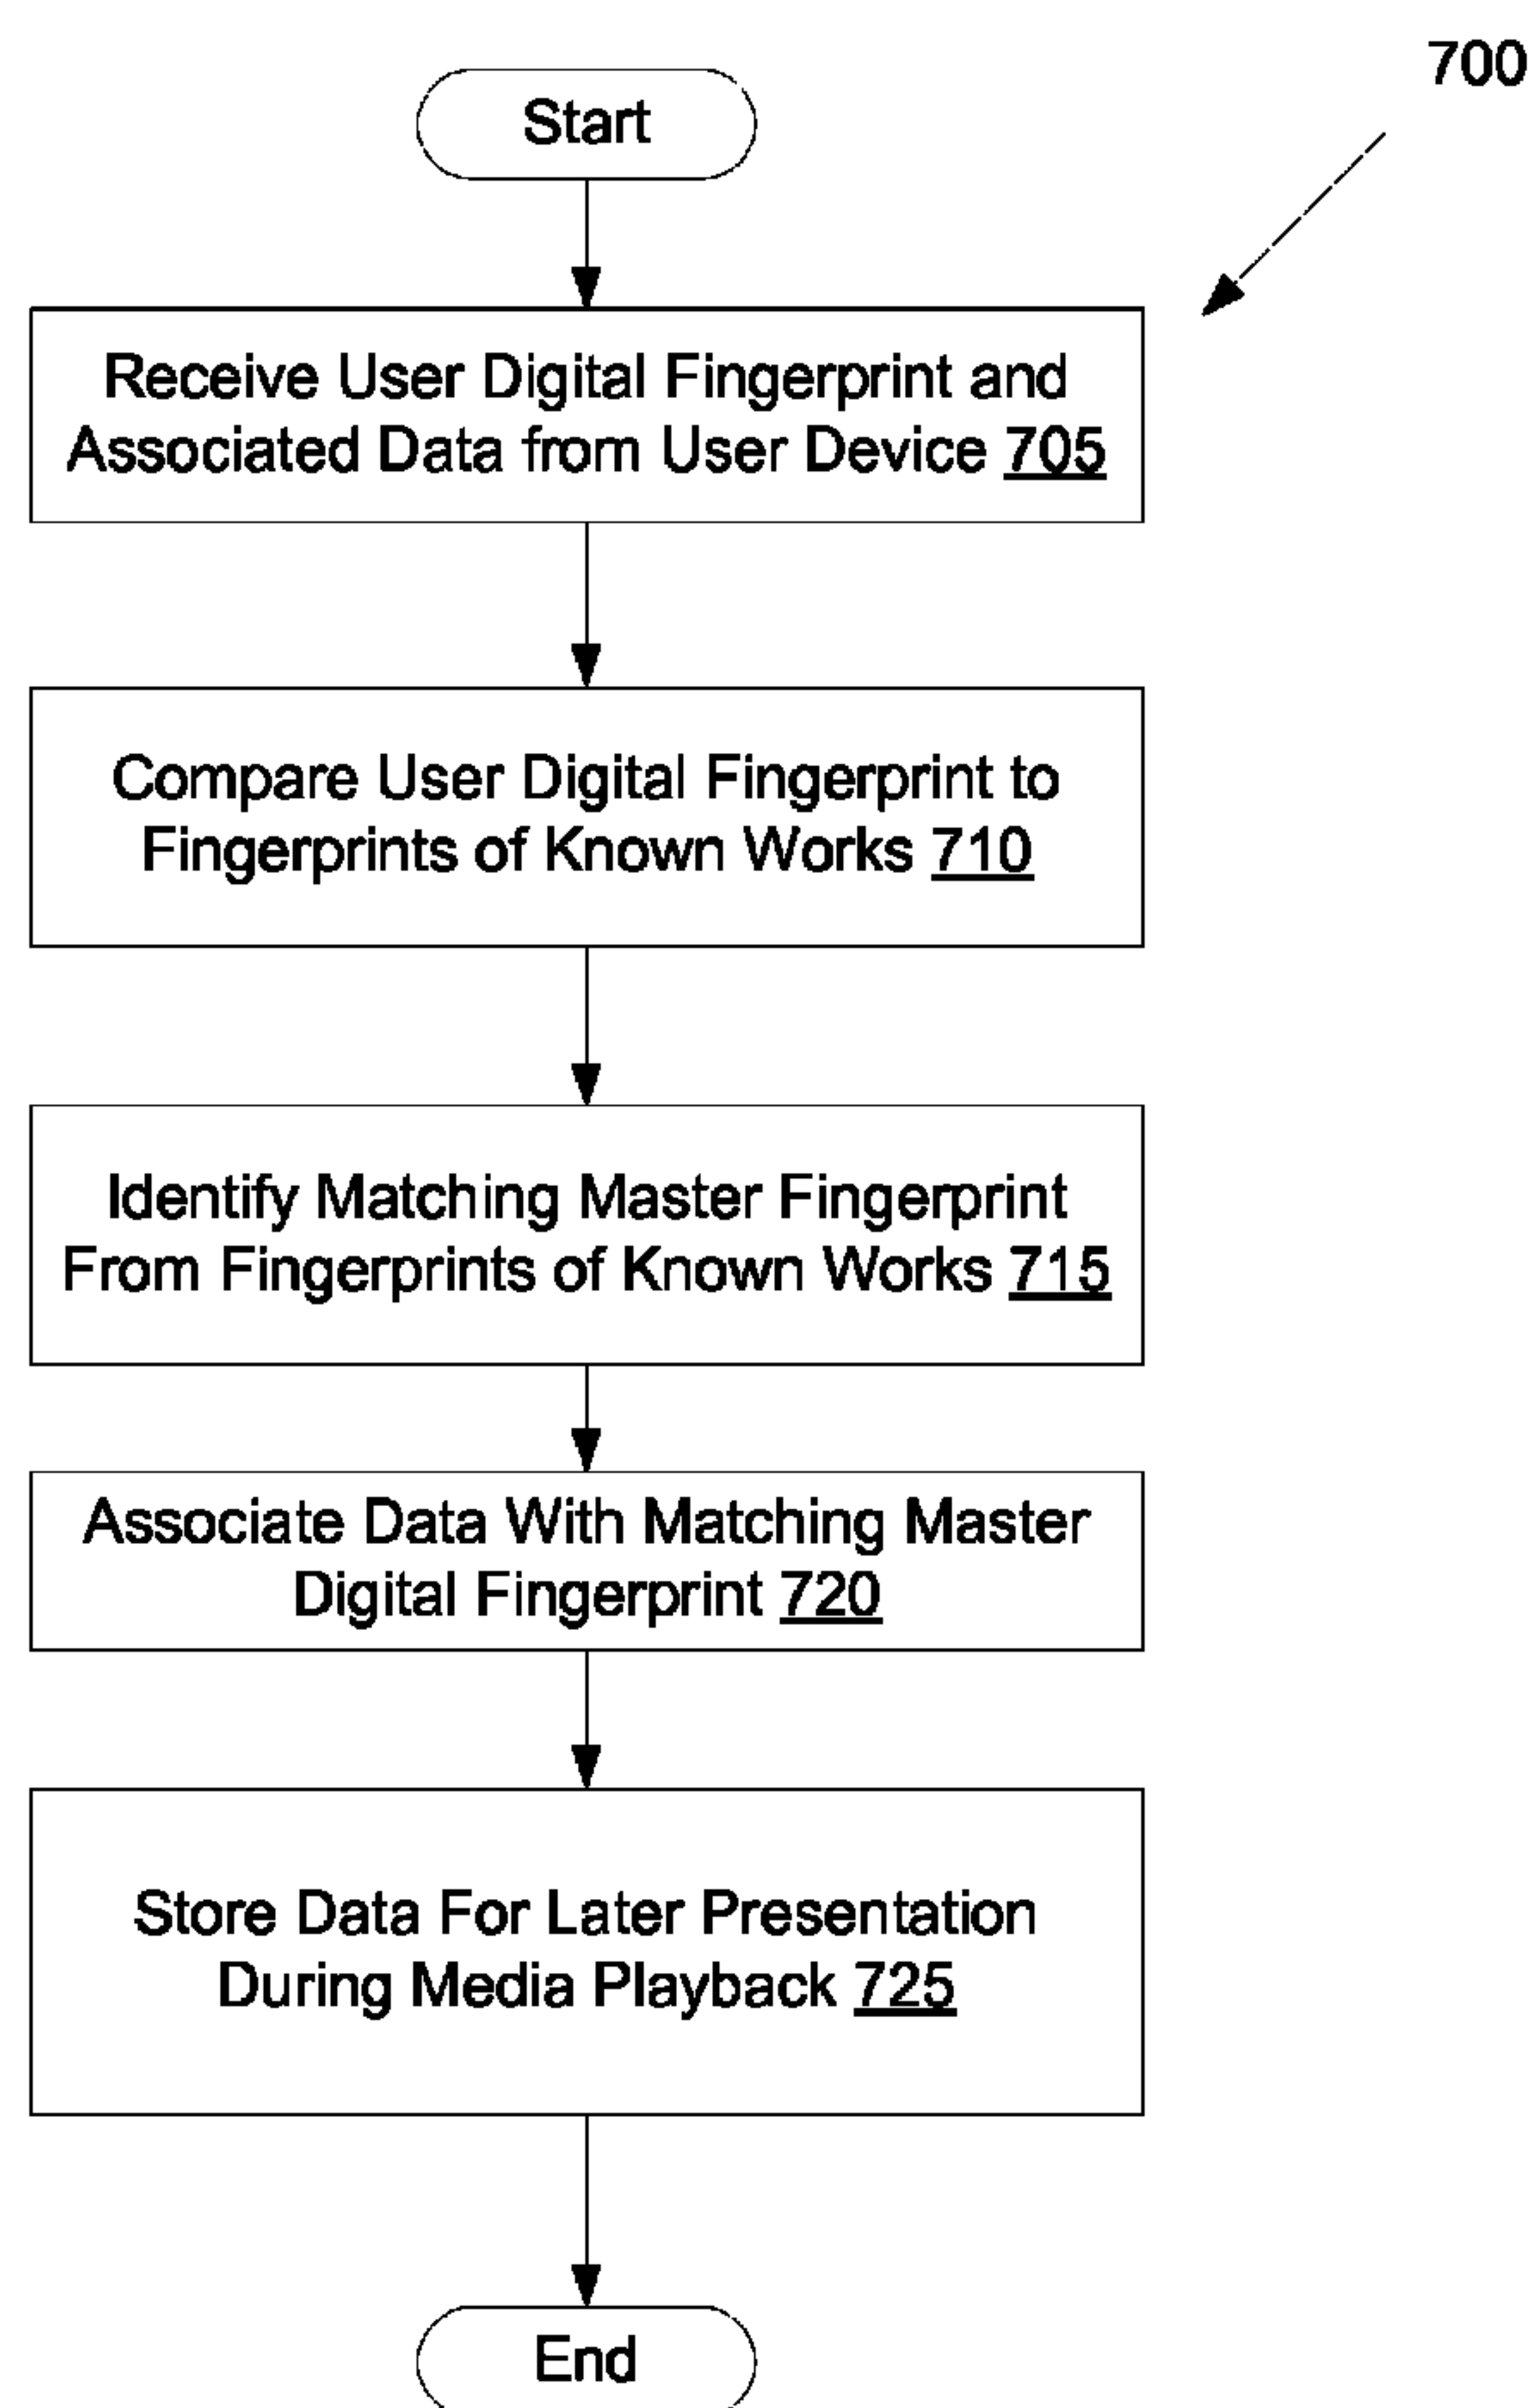 700
Start
Receive User Digital Fingerprint and
Associated Data from User Device 705
Compare User Digital Fingerprint to
Fingerprints of Known Works 710
Identify Matching Master Fingerprint
From Fingerprints of Known Works 715
Associate Data With Matching Master
Digital Fingerprint 720
Store Data For Later Presentation
During Media Playback 725
End